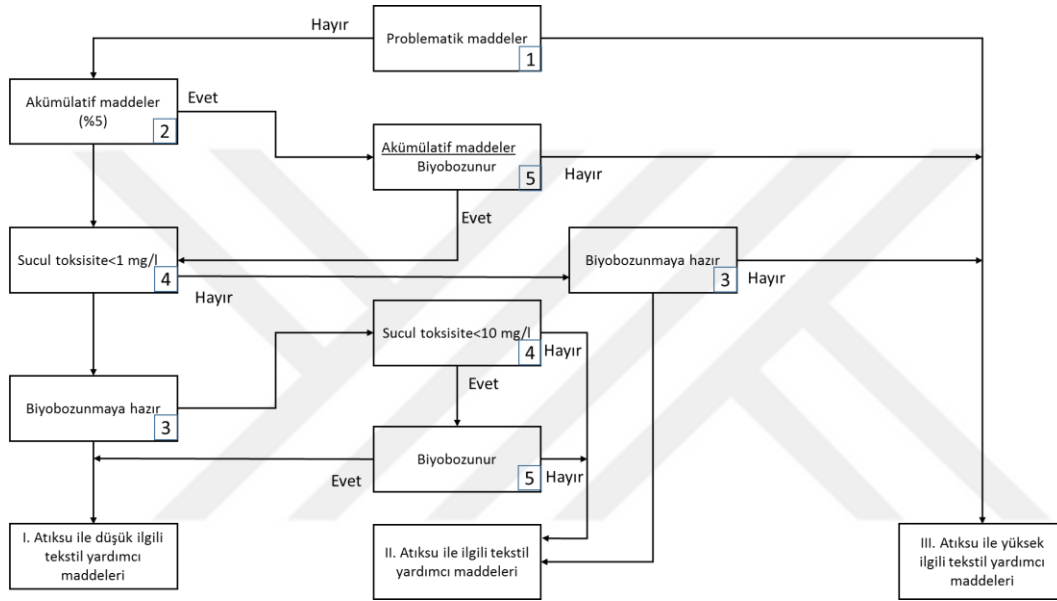 Hayır
Problematik maddeler
1
Akümülatif maddeler
(%5)
2
Evet
Akümülatif maddeler
Biyobozunur
5
Hayır
Evet
Sucul toksisite<1 mg/l
4
Hayır
Biyobozunmaya hazır
3
Hayır
Sucul toksisite<10 mg/l
4
Hayır
Evet
Biyobozunmaya hazır
3
Biyobozunur
5
Evet
Hayır
I. Atıksu ile düşük ilgili
tekstil yardımcı
maddeleri
II. Atıksu ile ilgili tekstil
yardımcı maddeleri
III. Atıksu ile yüksek
ilgili tekstil yardımcı
maddeleri